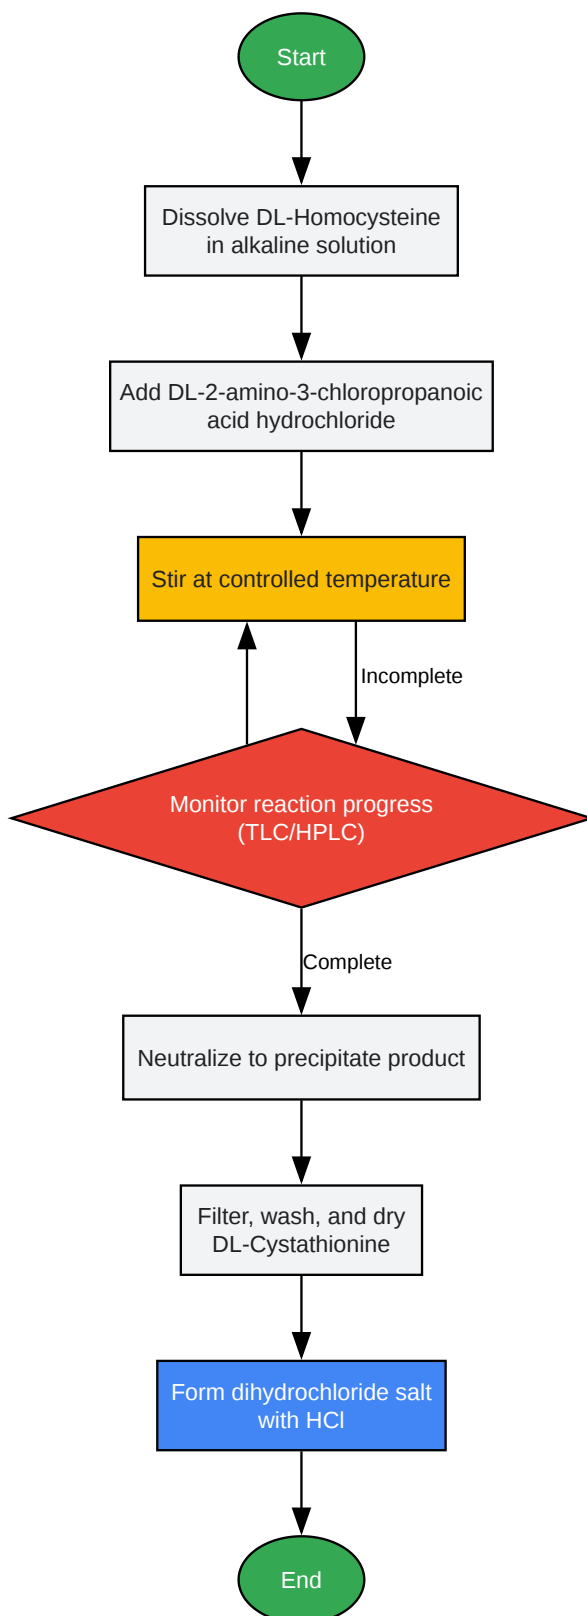 Start
Dissolve DL-Homocysteine
in alkaline solution
Add DL-2-amino-3-chloropropanoic
acid hydrochloride
Stir at controlled temperature
Incomplete
Monitor reaction progress
(TLC/HPLC)
Complete
Neutralize to precipitate product
Filter, wash, and dry
DL-Cystathionine
Form dihydrochloride salt
with HCl
End